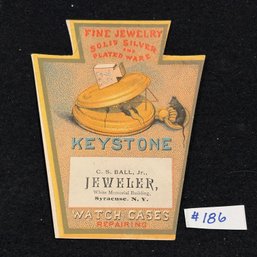 FINE JEWELRY
SOLID SILVER
AND
PLATED WARE
KEYSTONE
C. S. BALL, Jr.,
JEWELER,
White Memorial Building,
Syracuse, N. Y.
WATCH CASES
REPAIRING
#186